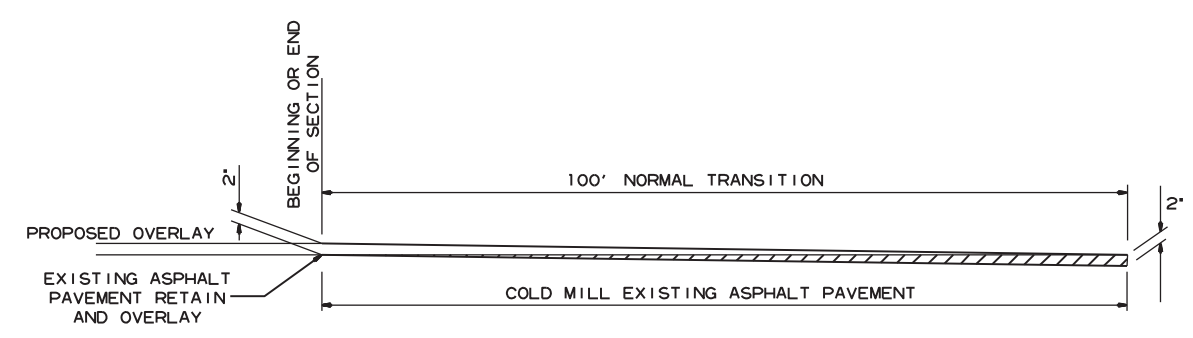 BEGINNING OR END
OF SECTION
2"
100' NORMAL TRANSITION
2"
PROPOSED OVERLAY
EXISTING ASPHALT
PAVEMENT RETAIN
AND OVERLAY
COLD MILL EXISTING ASPHALT PAVEMENT